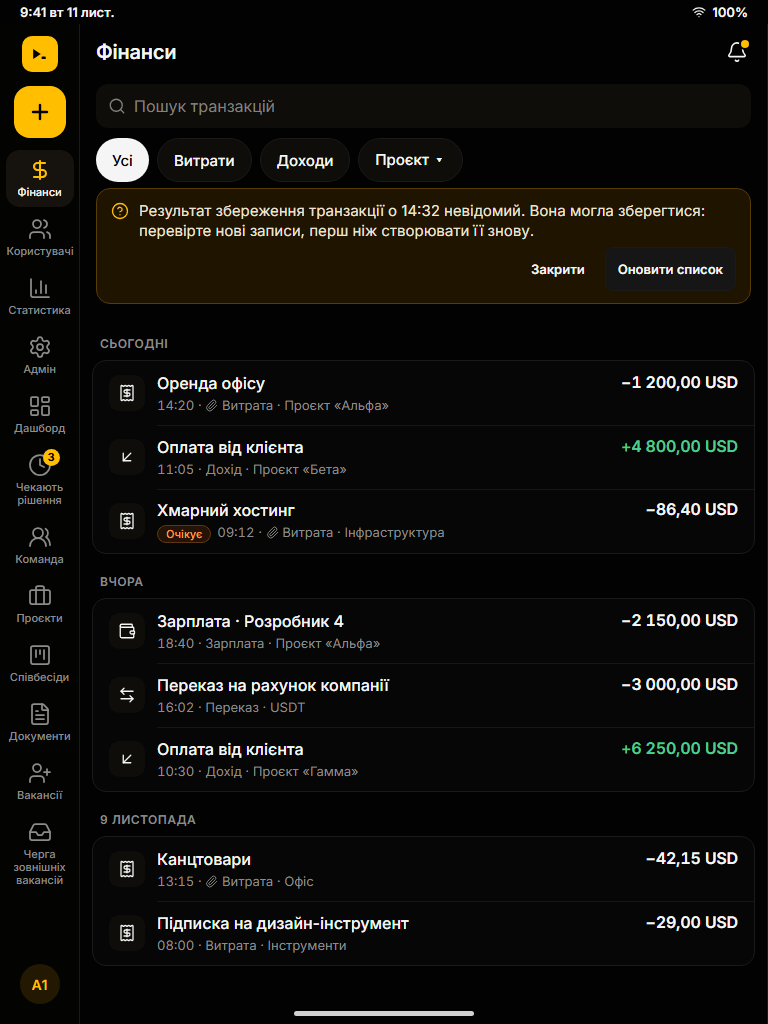 9:41 вт 11 лист.
100%
Фінанси
Користувачі
Статистика
Адмін
Дашборд
3
Чекають
рішення
Команда
Проєкти
Співбесіди
Документи
Вакансії
Черга
зовнішніх
вакансій
А1
Фінанси
Пошук транзакцій
Усі
Витрати
Доходи
Проєкт
Результат збереження транзакції о 14:32 невідомий. Вона могла зберегтися:
перевірте нові записи, перш ніж створювати її знову.
Закрити
Оновити список
СЬОГОДНІ
Оренда офісу
−1 200,00 USD
14:20 · Витрата · Проєкт «Альфа»
Оплата від клієнта
+4 800,00 USD
11:05 · Дохід · Проєкт «Бета»
Хмарний хостинг
−86,40 USD
Очікує 09:12 · Витрата · Інфраструктура
ВЧОРА
Зарплата · Розробник 4
−2 150,00 USD
18:40 · Зарплата · Проєкт «Альфа»
Переказ на рахунок компанії
−3 000,00 USD
16:02 · Переказ · USDT
Оплата від клієнта
+6 250,00 USD
10:30 · Дохід · Проєкт «Гамма»
9 ЛИСТОПАДА
Канцтовари
−42,15 USD
13:15 · Витрата · Офіс
Підписка на дизайн-інструмент
−29,00 USD
08:00 · Витрата · Інструменти